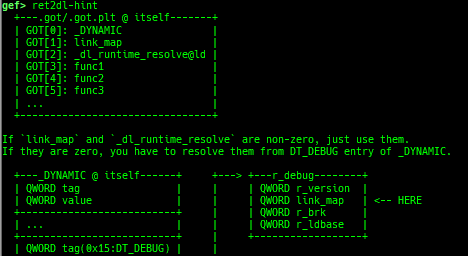 gef> ret2dl-hint
+---.got/.got.plt @ itself-------+
| GOT[0]: _DYNAMIC               |
| GOT[1]: link_map               |
| GOT[2]: _dl_runtime_resolve@ld |
| GOT[3]: func1                  |
| GOT[4]: func2                  |
| GOT[5]: func3                  |
| ...                            |
+--------------------------------+
If `link_map` and `_dl_runtime_resolve` are non-zero, just use them.
If they are zero, you have to resolve them from DT_DEBUG entry of _DYNAMIC.
+---_DYNAMIC @ itself------+     +---> +---r_debug--------+
| QWORD tag                |     |     | QWORD r_version  |
| QWORD value              |     |     | QWORD link_map   | <-- HERE
+--------------------------+     |     | QWORD r_brk      |
| ...                      |     |     | QWORD r_ldbase   |
+--------------------------+     |     +------------------+
| QWORD tag(0x15:DT_DEBUG) |     |